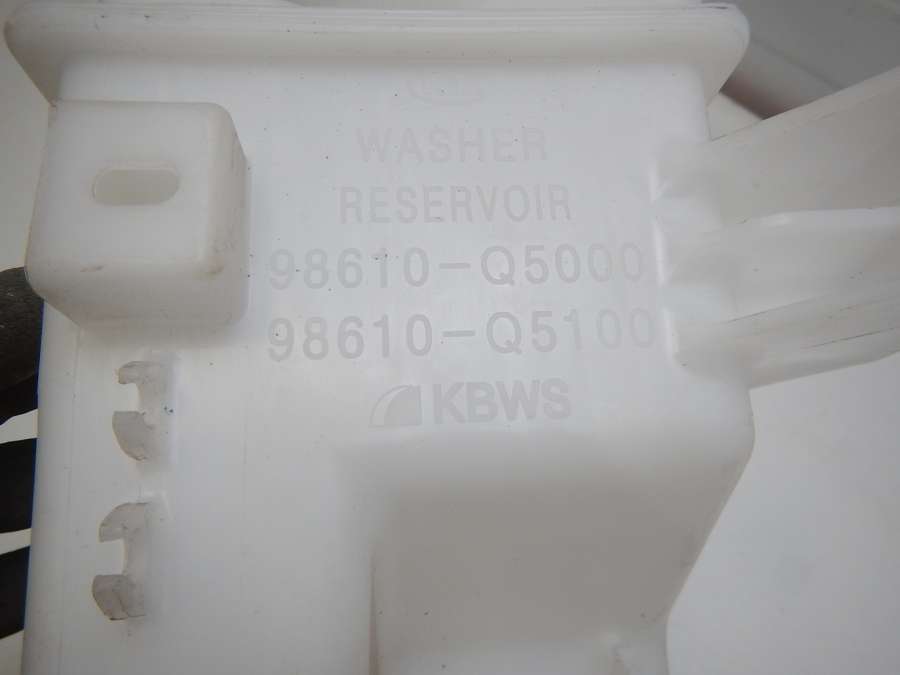 WASHER
RESERVOIR
98610-Q5000
98610-Q5100
KBWS